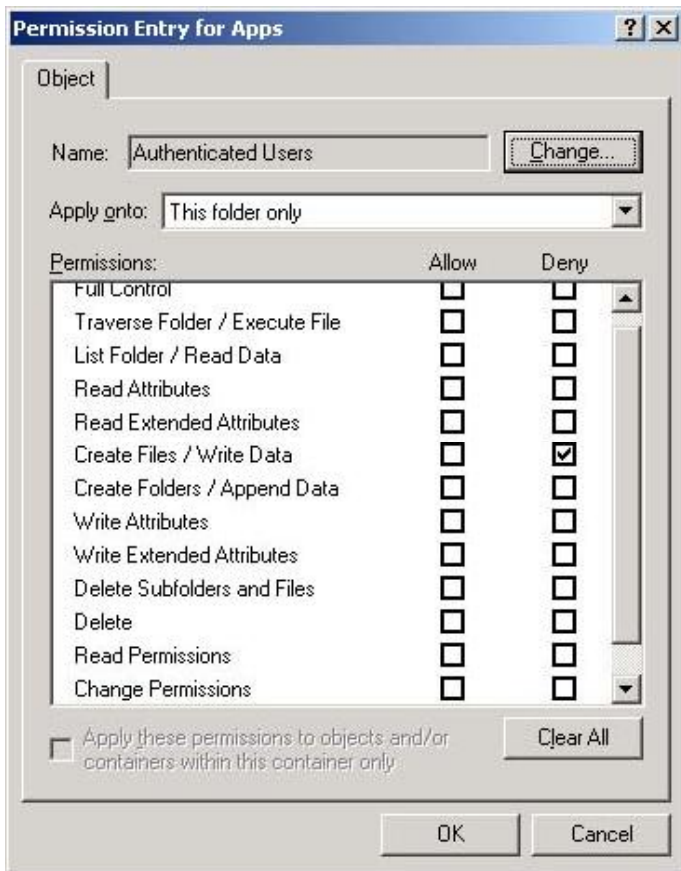 Permission Entry for Apps
Object
Name: Authenticated Users Change...
Apply onto: This folder only
Permissions: Allow Deny
Full Control
Traverse Folder / Execute File
List Folder / Read Data
Read Attributes
Read Extended Attributes
Create Files / Write Data
Create Folders / Append Data
Write Attributes
Write Extended Attributes
Delete Subfolders and Files
Delete
Read Permissions
Change Permissions
Apply these permissions to objects and/or
containers within this container only
Clear All
OK Cancel